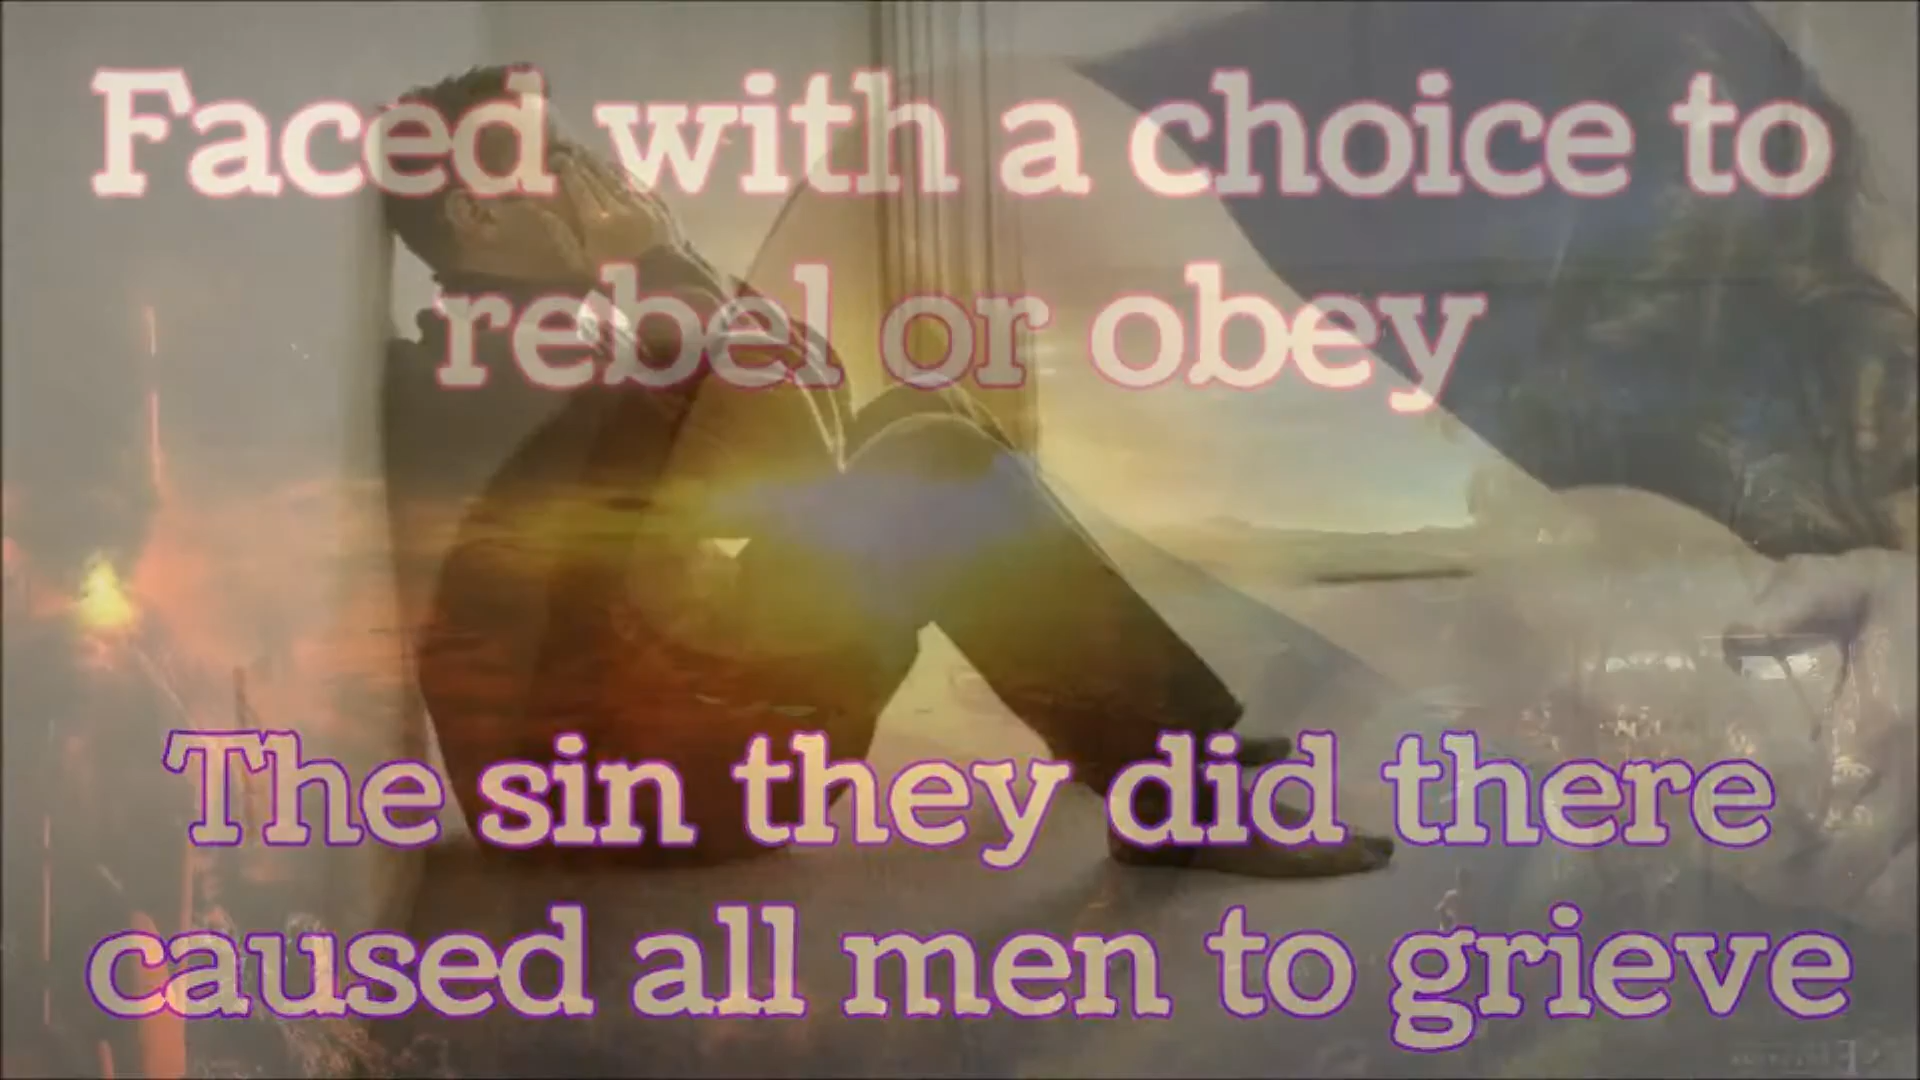 Faced with a choice to
rebel or obey
The sin they did there
caused all men to grieve